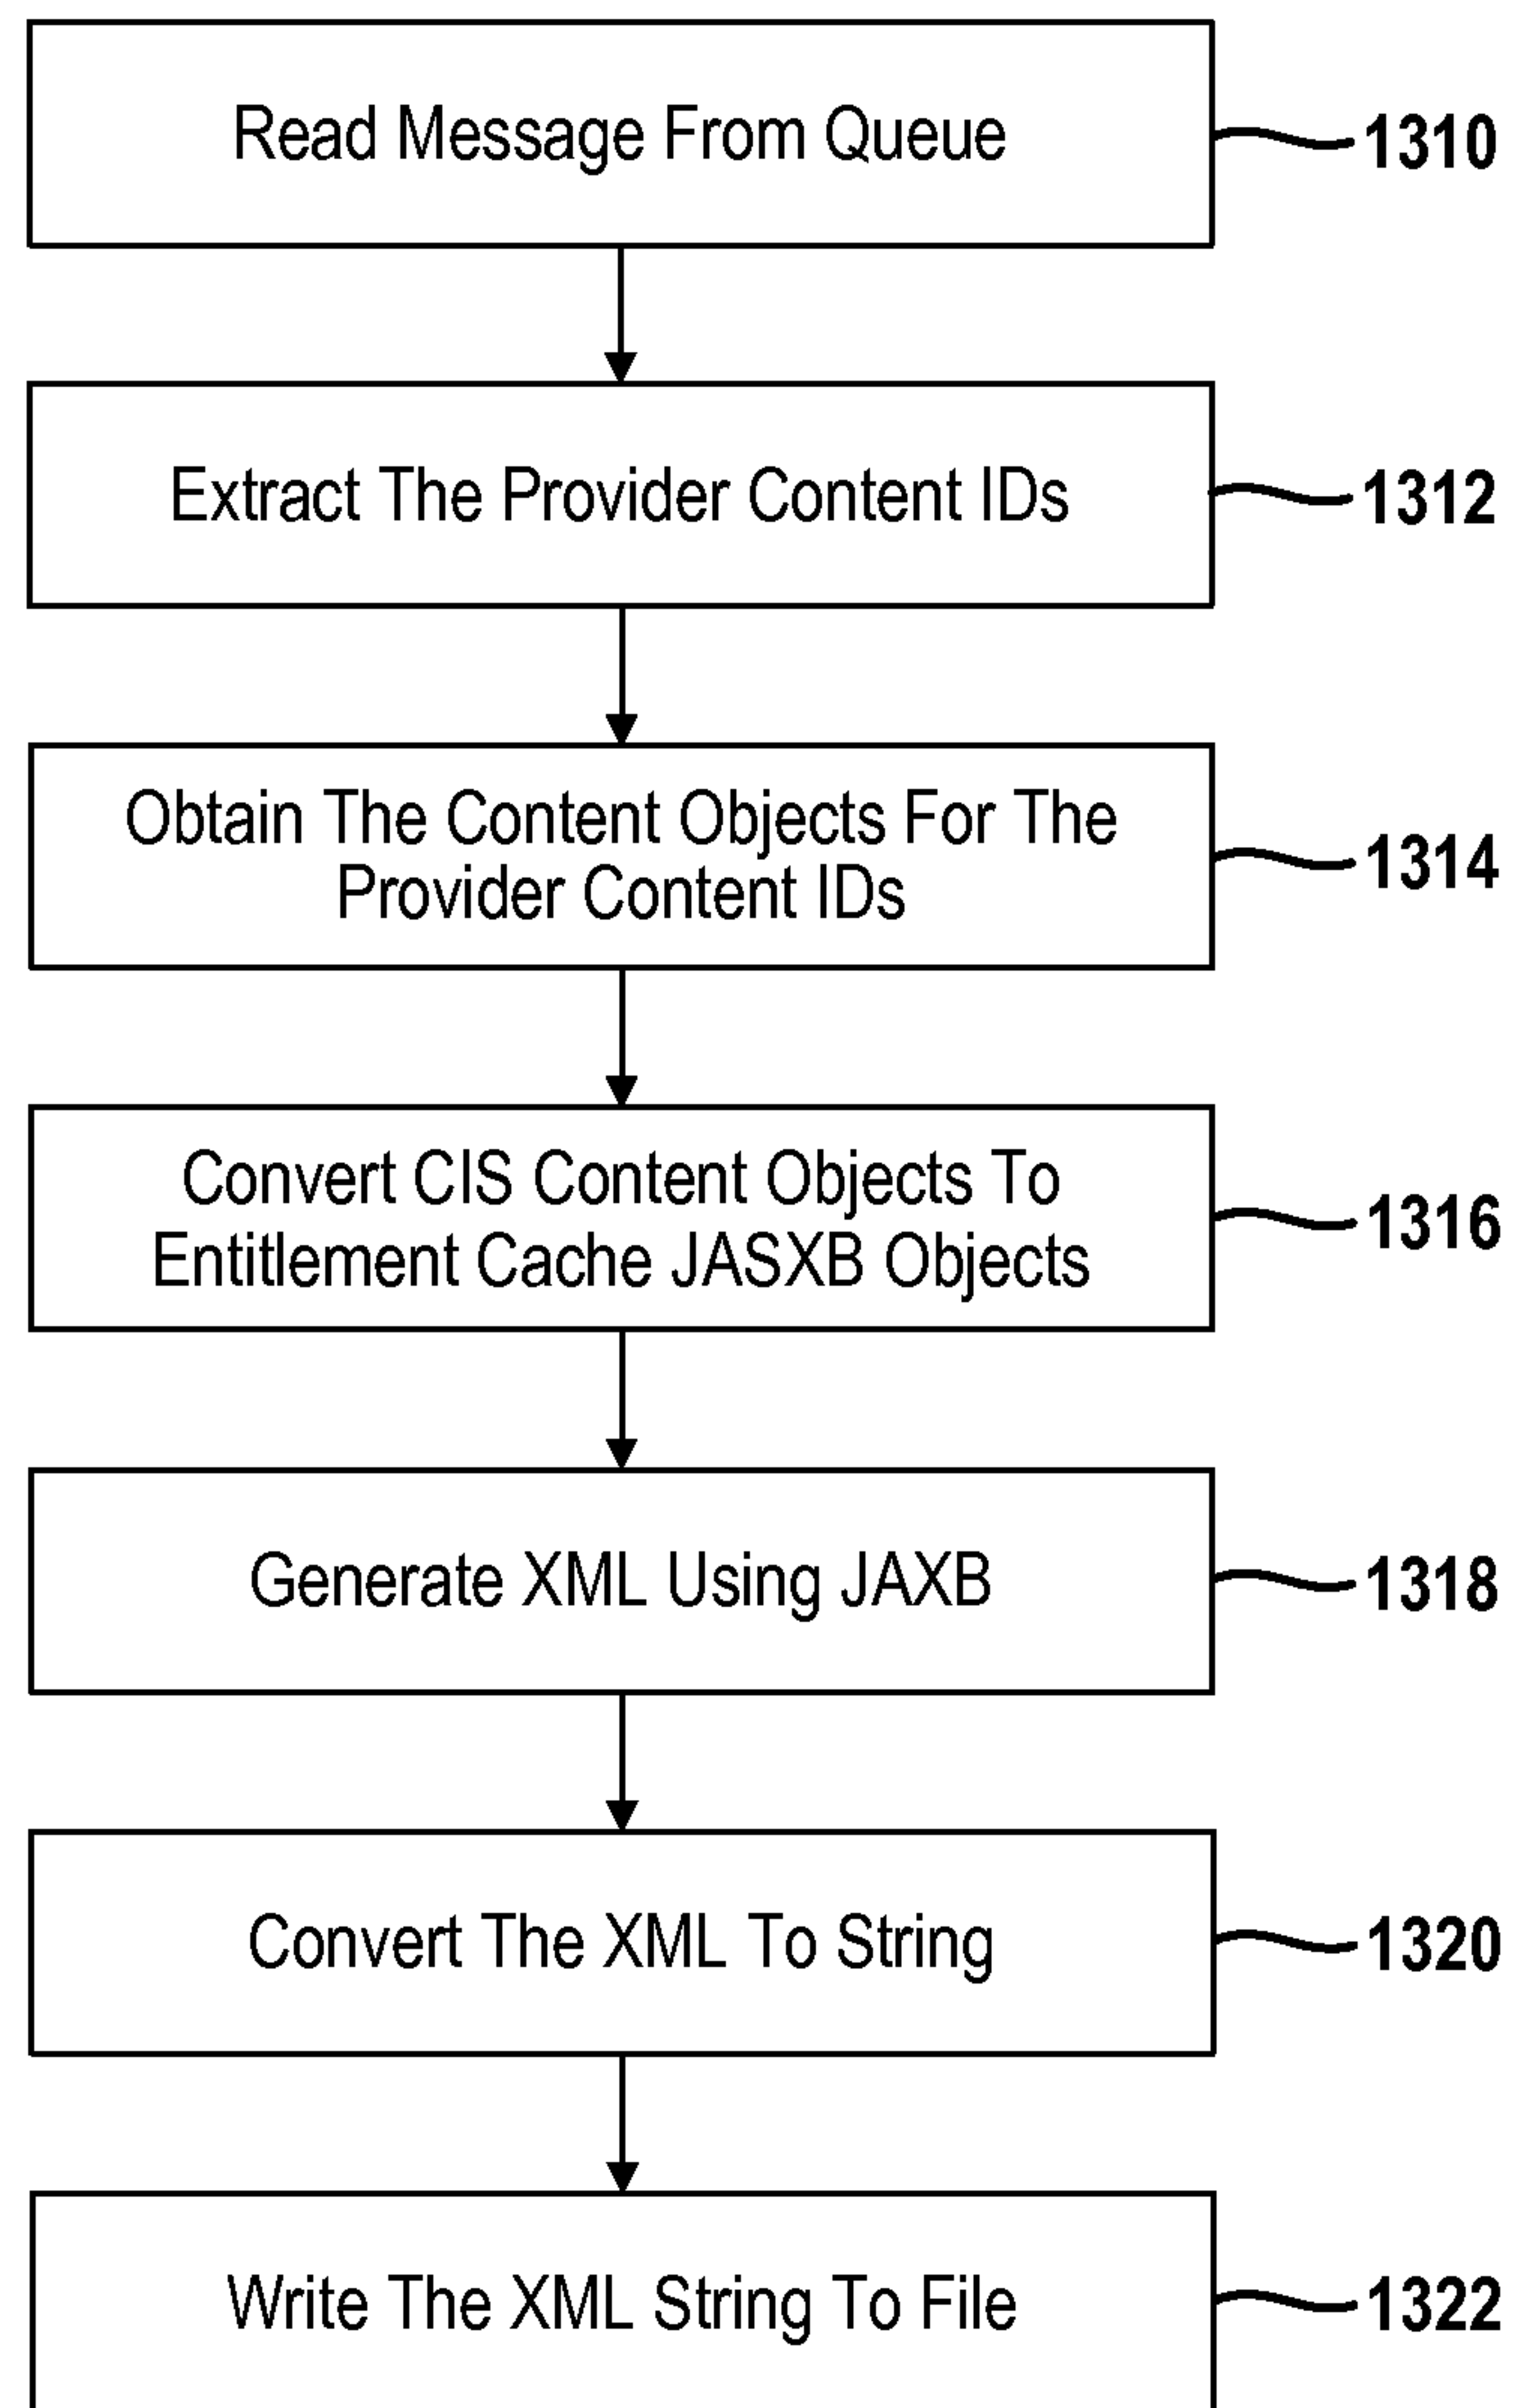 Read Message From Queue
1310
Extract The Provider Content IDs
1312
Obtain The Content Objects For The
Provider Content IDs
1314
Convert CIS Content Objects To
Entitlement Cache JASXB Objects
1316
Generate XML Using JAXB
1318
Convert The XML To String
1320
Write The XML String To File
1322